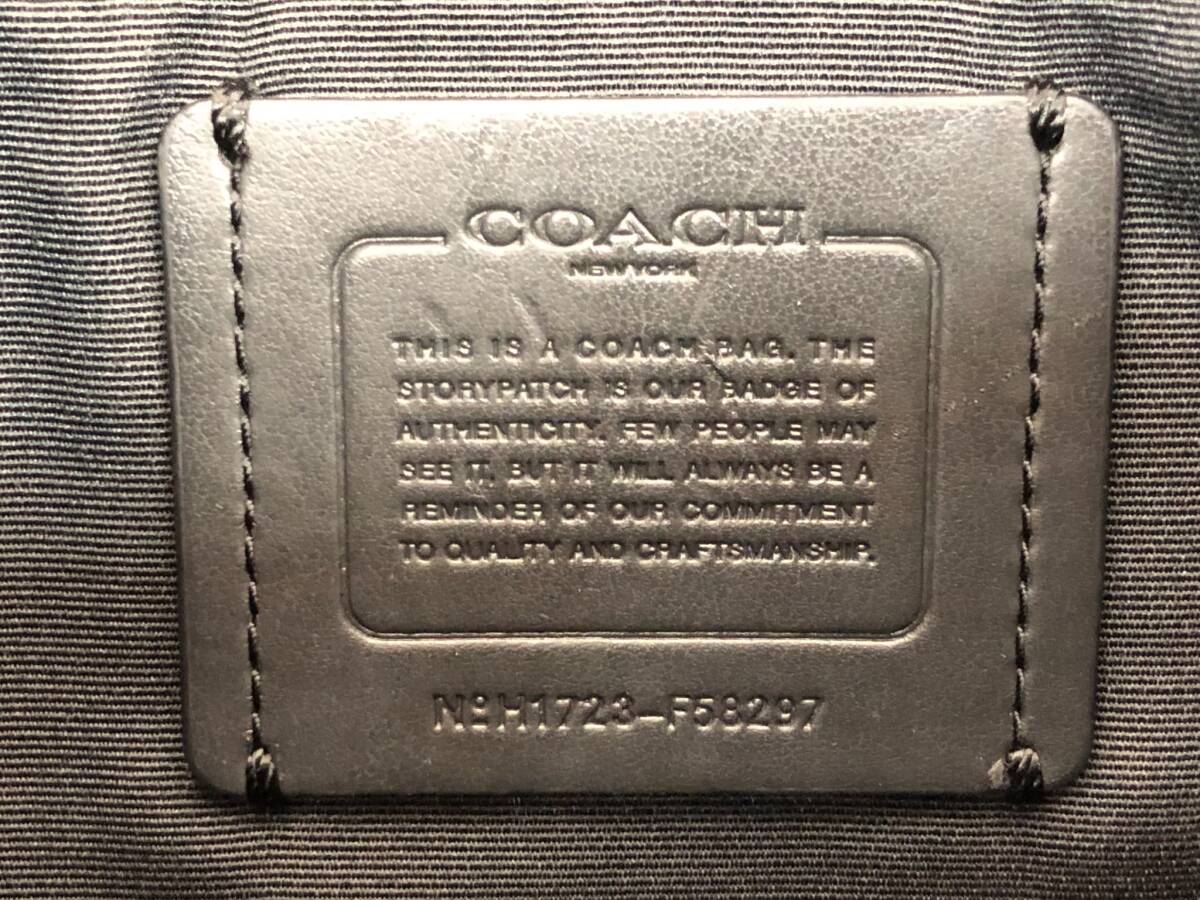 COACH
NEW YORK
THIS IS A COACH BAG. THE
STORYPATCH IS OUR BADGE OF
AUTHENTICITY. FEW PEOPLE MAY
SEE IT, BUT IT WILL ALWAYS BE A
REMINDER OF OUR COMMITMENT
TO QUALITY AND CRAFTSMANSHIP.
Nº H1723-F58297